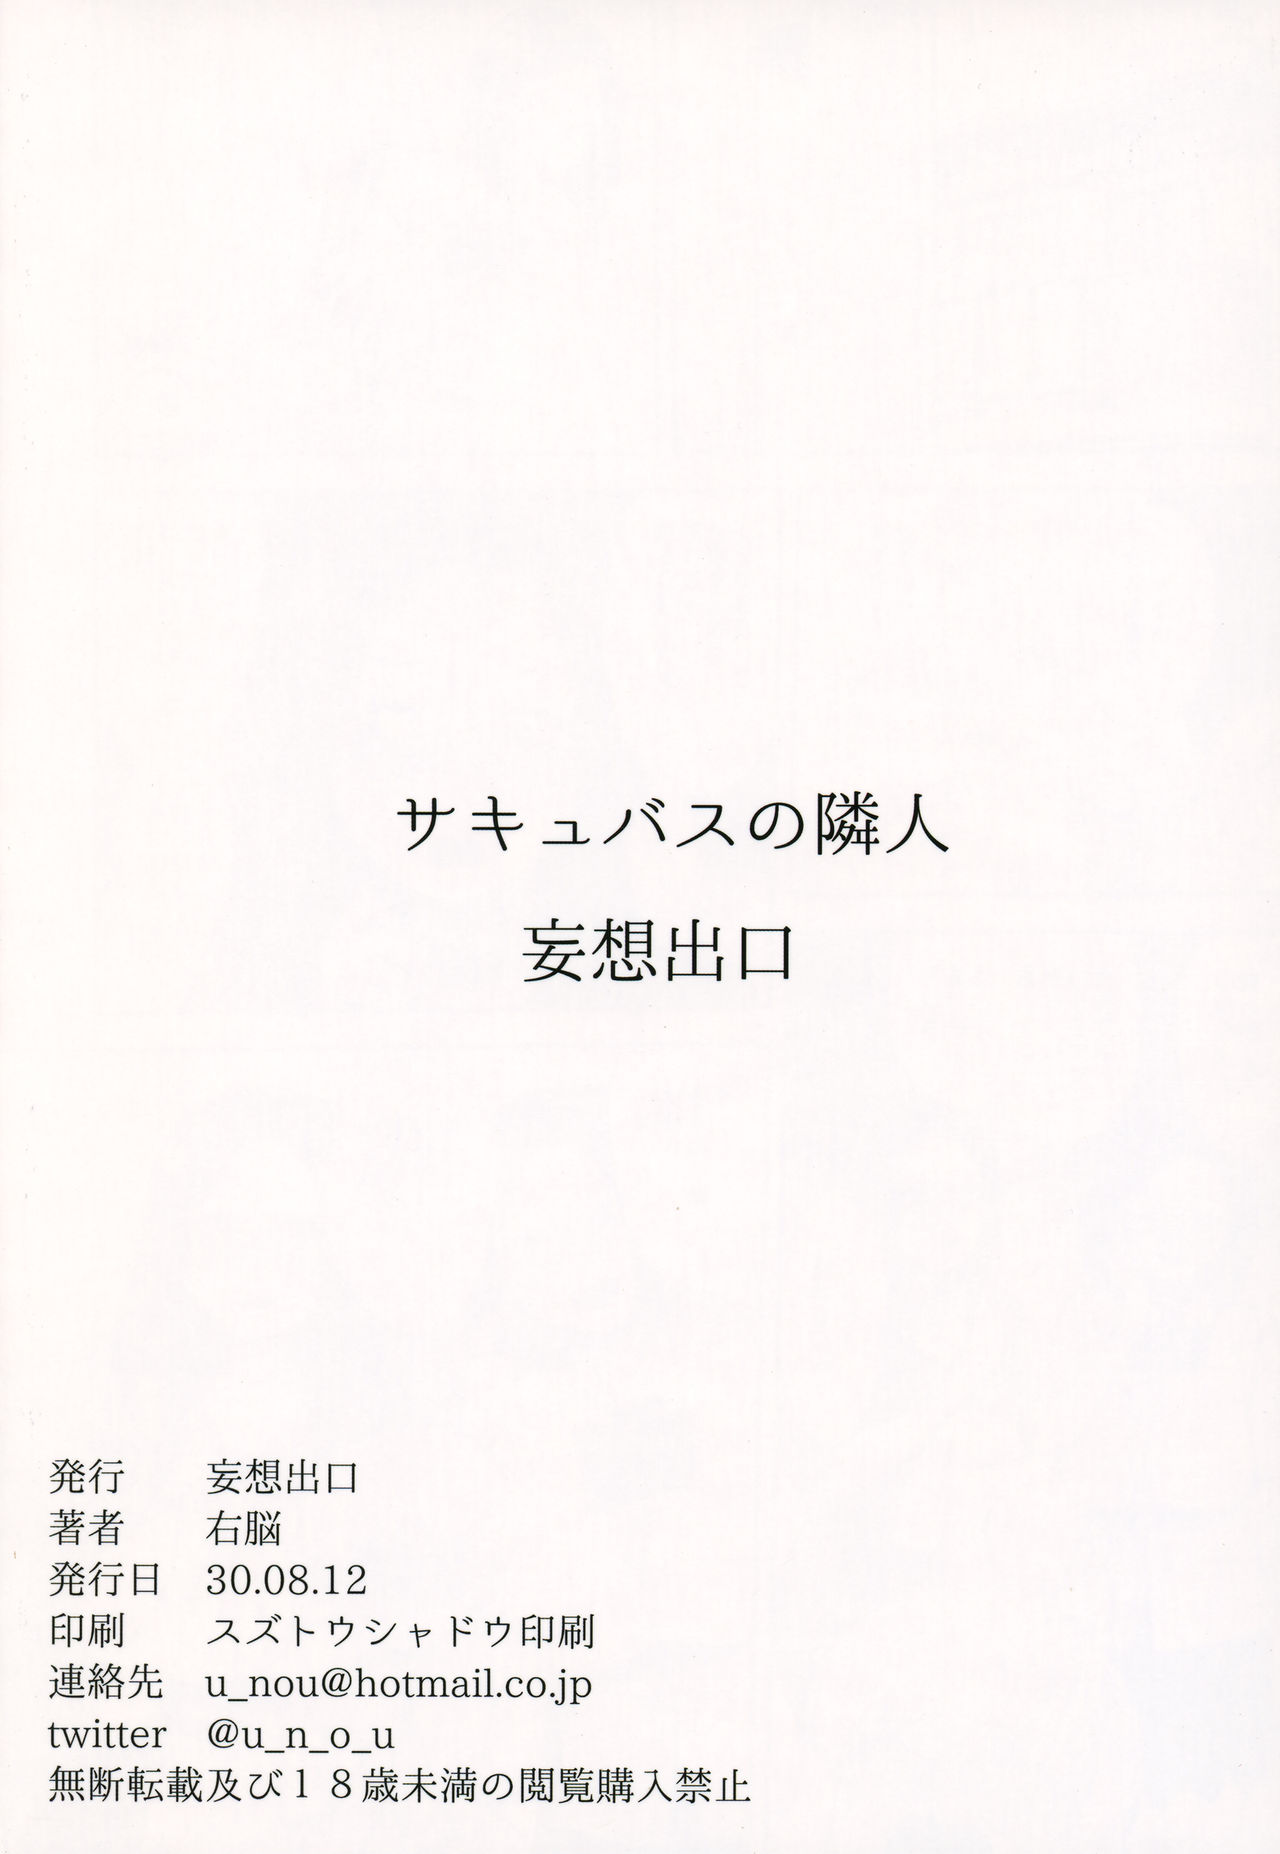 サキュバスの隣人
妄想出口
発行　妄想出口
著者　右脳
発行日　30.08.12
印刷　スズトウシャドウ印刷
連絡先　u_nou@hotmail.co.jp
twitter　@u_n_o_u
無断転載及び１８歳未満の閲覧購入禁止